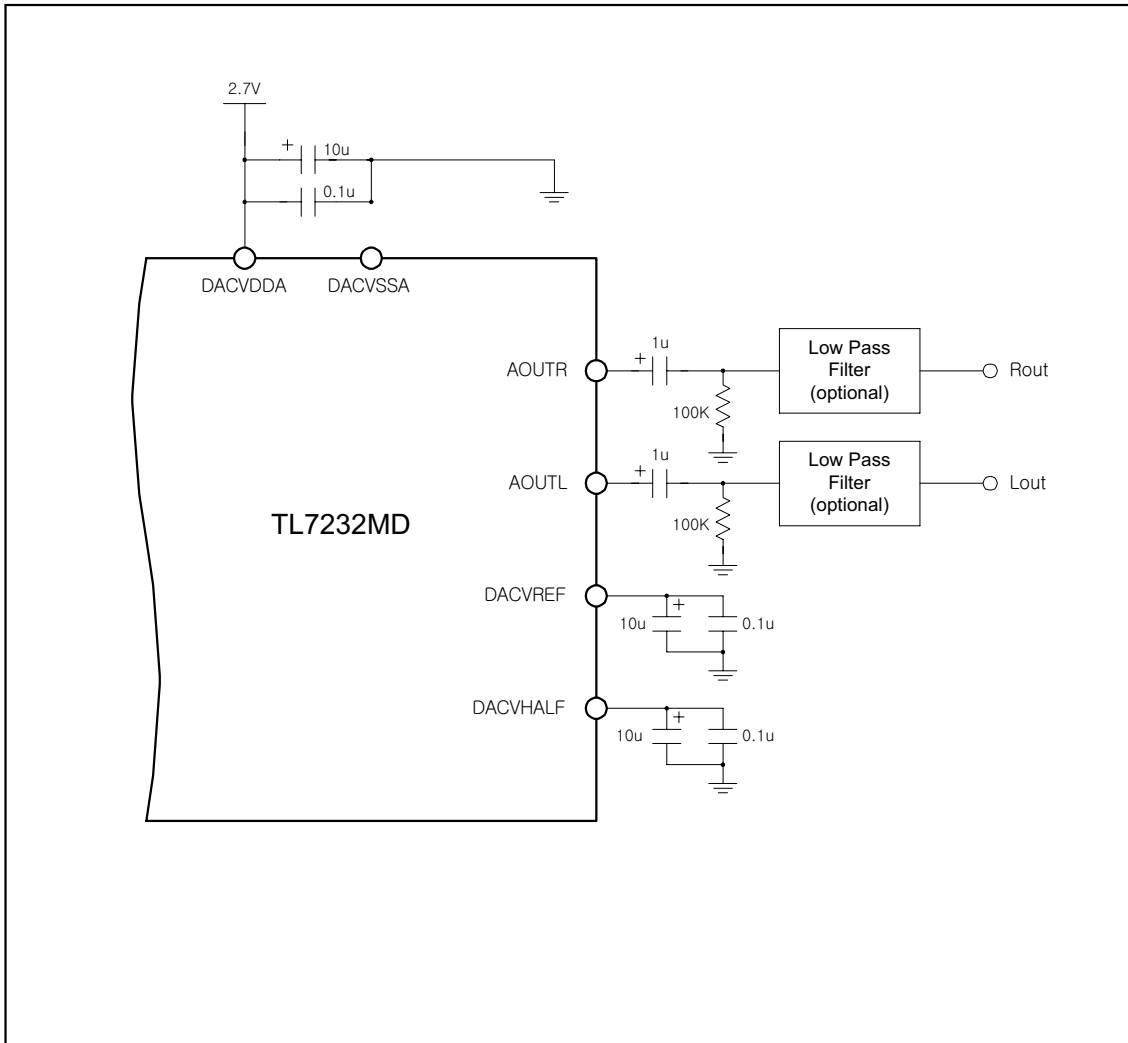 2.7V
+
10u
0.1u
DACVDDA
DACVSSA
AOUTR
+
1u
100K
Low Pass
Filter
(optional)
Rout
AOUTL
+
1u
100K
Low Pass
Filter
(optional)
Lout
TL7232MD
DACVREF
10u
+
0.1u
DACVHALF
10u
+
0.1u